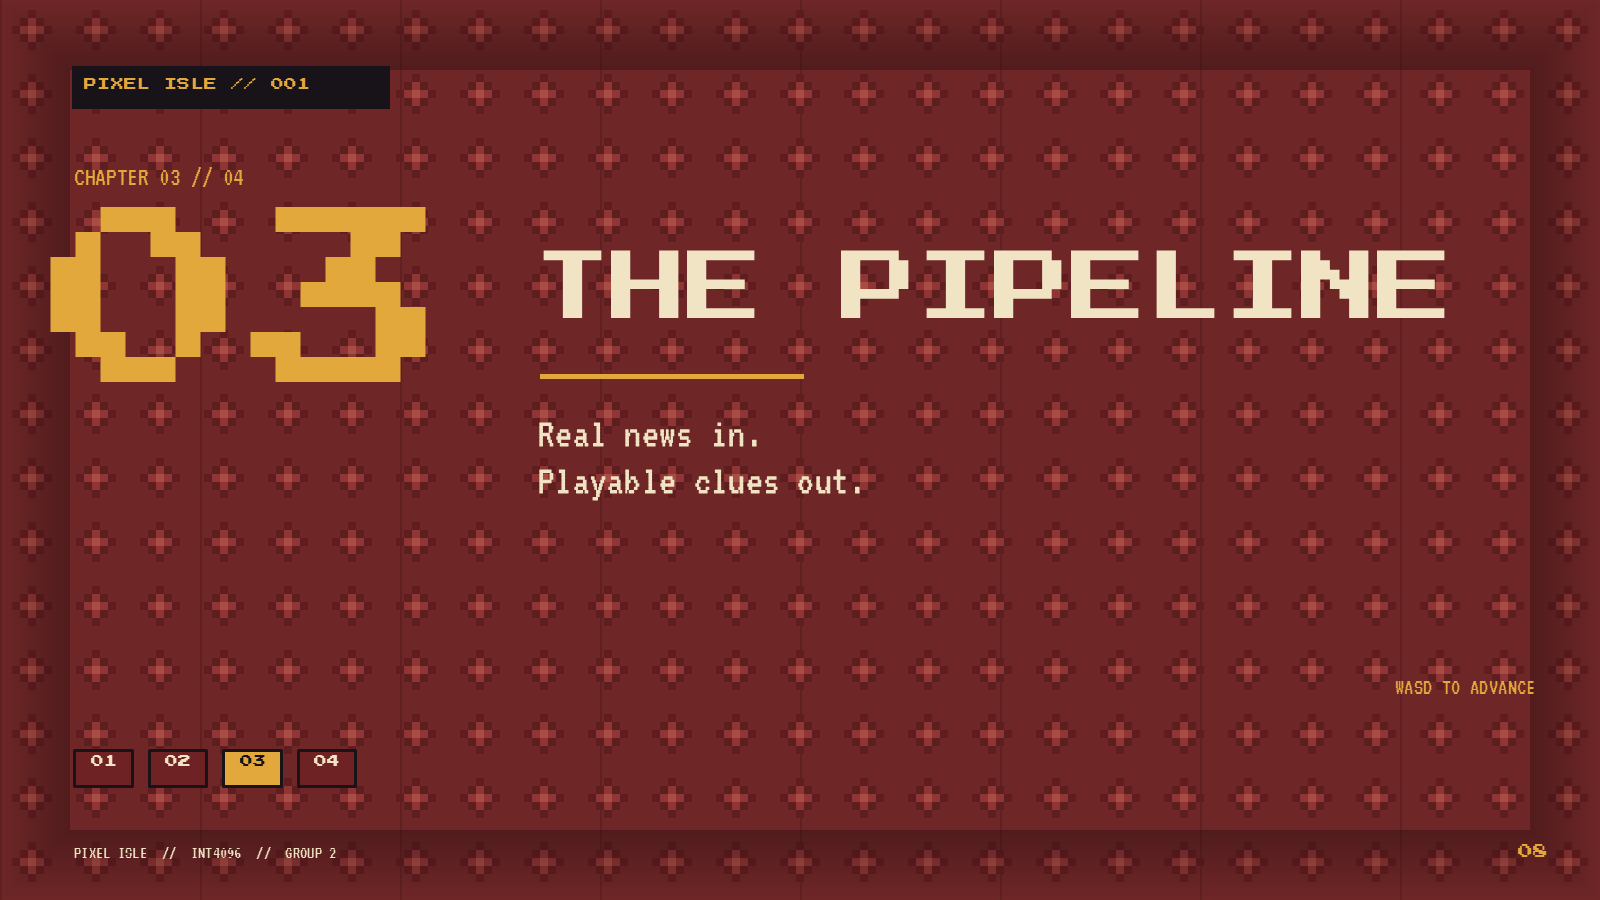 PIXEL ISLE // 001
CHAPTER 03 // 04
03
THE PIPELINE
Real news in.
Playable clues out.
WASD TO ADVANCE
01 02 03 04
PIXEL ISLE // INT4096 // GROUP 2
08